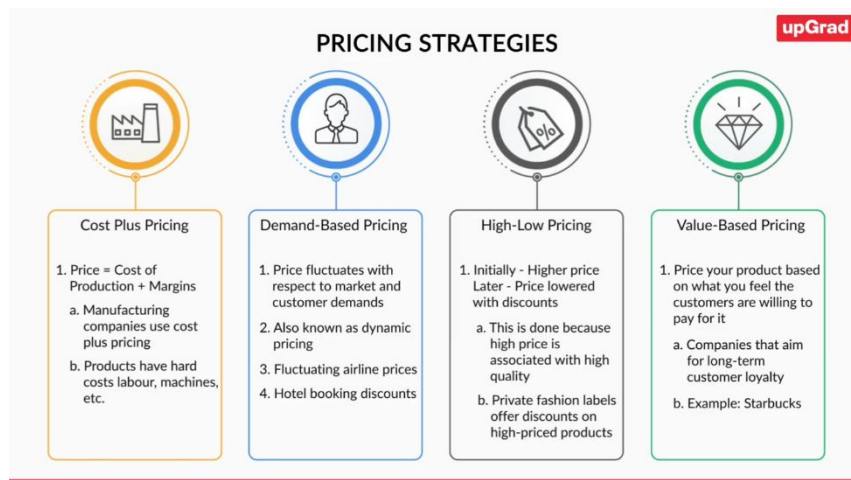 upGrad
PRICING STRATEGIES
Cost Plus Pricing
1. Price = Cost of
Production + Margins
a. Manufacturing
companies use cost
plus pricing
b. Products have hard
costs labour, machines,
etc.
Demand-Based Pricing
1. Price fluctuates with
respect to market and
customer demands
2. Also known as dynamic
pricing
3. Fluctuating airline prices
4. Hotel booking discounts
%
High-Low Pricing
1. Initially - Higher price
Later - Price lowered
with discounts
a. This is done because
high price is
associated with high
quality
b. Private fashion labels
offer discounts on
high-priced products
Value-Based Pricing
1. Price your product based
on what you feel the
customers are willing to
pay for it
a. Companies that aim
for long-term
customer loyalty
b. Example: Starbucks